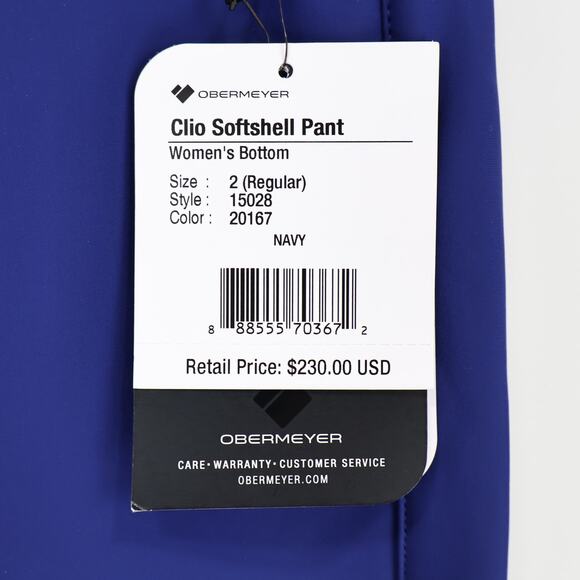 OBERMEYER
Clio Softshell Pant
Women's Bottom
Size : 2 (Regular)
Style : 15028
Color : 20167
NAVY
8 88555 70367 2
Retail Price: $230.00 USD
OBERMEYER
CARE • WARRANTY • CUSTOMER SERVICE
OBERMEYER.COM